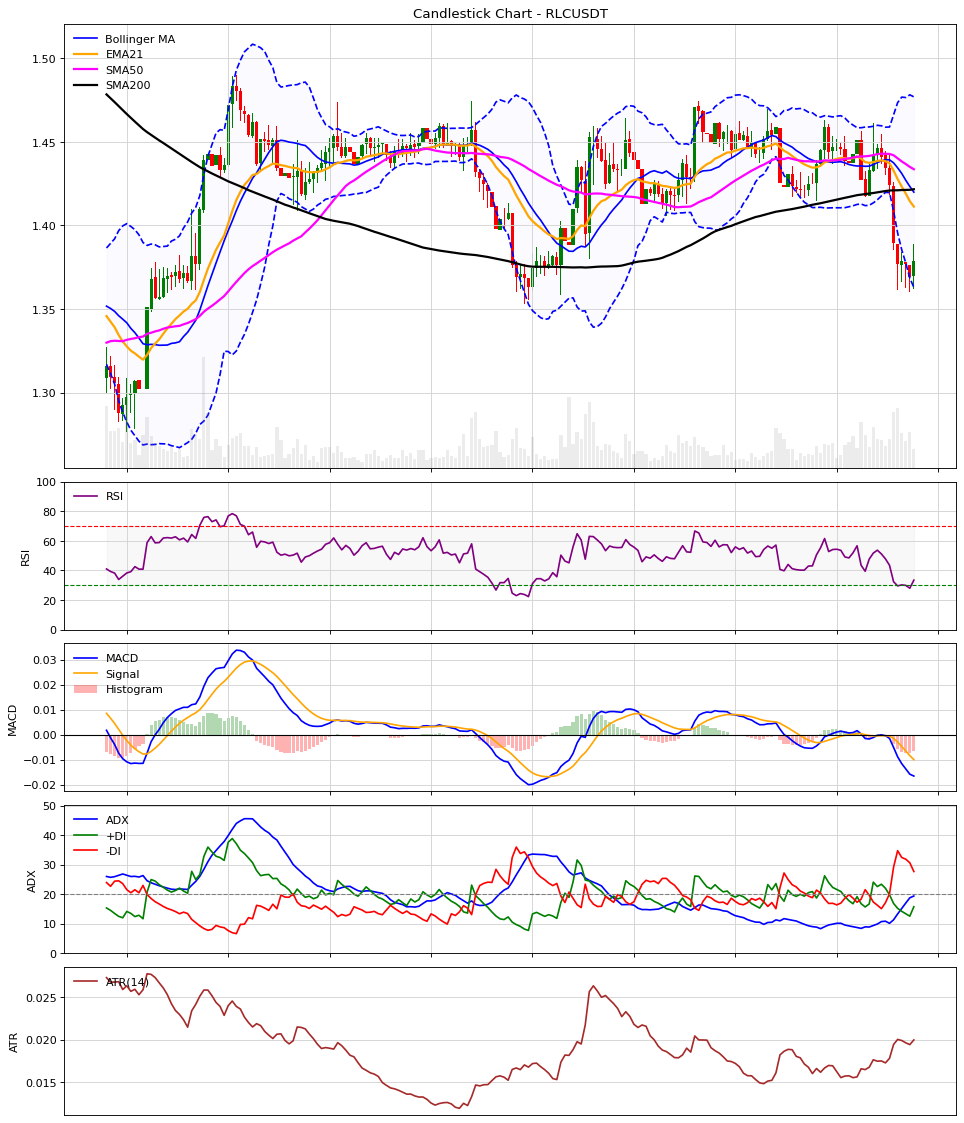 Candlestick Chart - RLCUSDT
Bollinger MA
EMA21
SMA50
SMA200
1.50
1.45
1.40
1.35
1.30
RSI
100
80
60
40
20
0
RSI
MACD
Signal
Histogram
0.03
0.02
0.01
0.00
−0.01
−0.02
MACD
ADX
+DI
-DI
50
40
30
20
10
0
ADX
ATR(14)
0.025
0.020
0.015
ATR